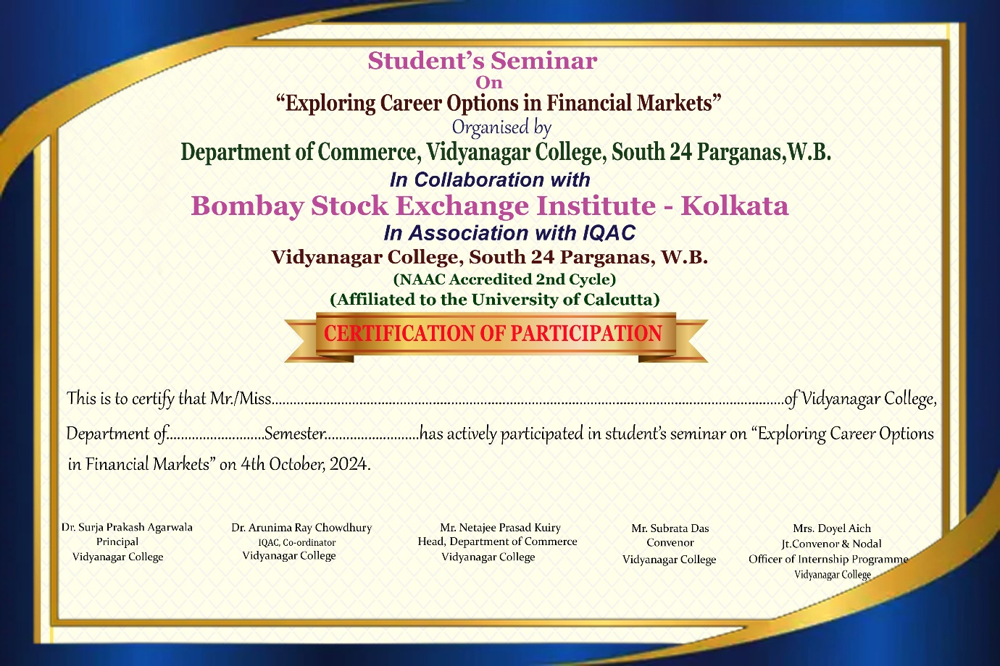 Student’s Seminar
On
“Exploring Career Options in Financial Markets”
Organised by
Department of Commerce, Vidyanagar College, South 24 Parganas,W.B.
In Collaboration with
Bombay Stock Exchange Institute - Kolkata
In Association with IQAC
Vidyanagar College, South 24 Parganas, W.B.
(NAAC Accredited 2nd Cycle)
(Affiliated to the University of Calcutta)
CERTIFICATION OF PARTICIPATION
This is to certify that Mr./Miss..........................................................................................................................................of Vidyanagar College,
Department of...........................Semester..........................has actively participated in student’s seminar on “Exploring Career Options
in Financial Markets” on 4th October, 2024.
Dr. Surja Prakash Agarwala
Principal
Vidyanagar College
Dr. Arunima Ray Chowdhury
IQAC, Co-ordinator
Vidyanagar College
Mr. Netajee Prasad Kuiry
Head, Department of Commerce
Vidyanagar College
Mr. Subrata Das
Convenor
Vidyanagar College
Mrs. Doyel Aich
Jt.Convenor & Nodal
Officer of Internship Programme
Vidyanagar College